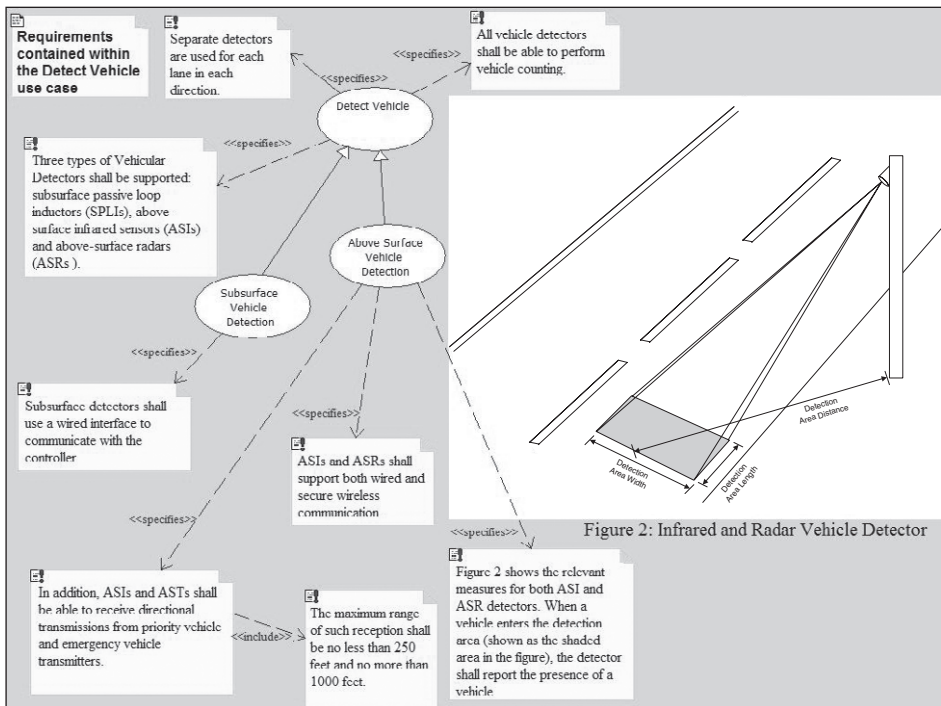 Requirements
contained within
the Detect Vehicle
use case
Separate detectors
are used for each
lane in each
direction.
<<specifies>>
<<specifies>>
All vehicle detectors
shall be able to perform
vehicle counting.
Detect Vehicle
<<specifies>>
Three types of Vehicular
Detectors shall be supported:
subsurface passive loop
inductors (SPLIs), above
surface infrared sensors (ASIs)
and above-surface radars
(ASRs ).
Above Surface
Vehicle
Detection
Subsurface
Vehicle
Detection
<<specifies>>
Subsurface detectors shall
use a wired interface to
communicate with the
controller
<<specifies>>
ASIs and ASRs shall
support both wired and
secure wireless
communication
<<specifies>>
In addition, ASIs and ASTs shall
be able to receive directional
transmissions from priority vehicle
and emergency vehicle
transmitters.
<<include>>
The maximum range
of such reception shall
be no less than 250
feet and no more than
1000 feet.
<<specifies>>
Figure 2 shows the relevant
measures for both ASI and
ASR detectors. When a
vehicle enters the detection
area (shown as the shaded
area in the figure), the detector
shall report the presence of a
vehicle
Detection
Area Distance
Detection
Area Width
Detection
Area Length
Figure 2: Infrared and Radar Vehicle Detector